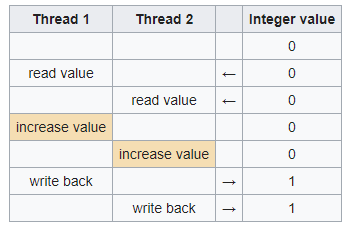 Thread 1 Thread 2 Integer value
0
read value ← 0
read value ← 0
increase value 0
increase value 0
write back → 1
write back → 1